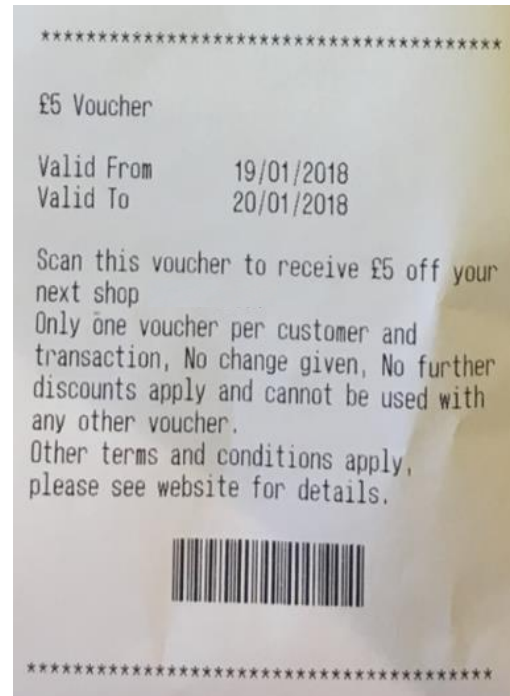 ****************************************
£5 Voucher
Valid From 19/01/2018
Valid To 20/01/2018
Scan this voucher to receive £5 off your
next shop
Only one voucher per customer and
transaction, No change given, No further
discounts apply and cannot be used with
any other voucher.
Other terms and conditions apply,
please see website for details.
****************************************